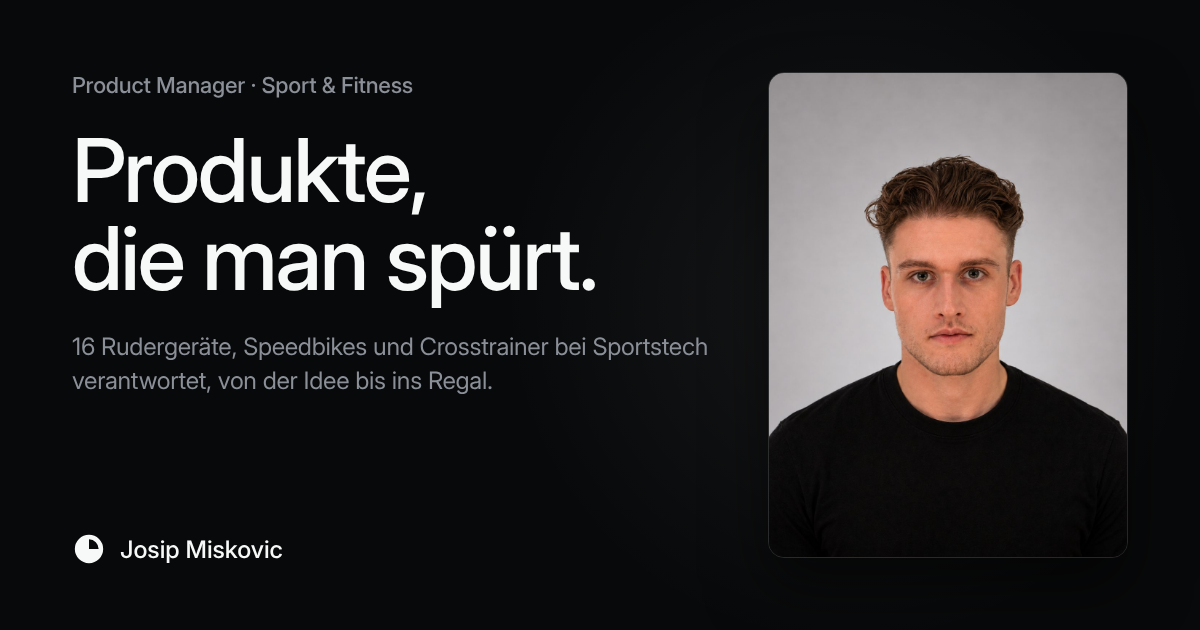 Product Manager · Sport & Fitness
Produkte,
die man spürt.
16 Rudergeräte, Speedbikes und Crosstrainer bei Sportstech
verantwortet, von der Idee bis ins Regal.
Josip Miskovic